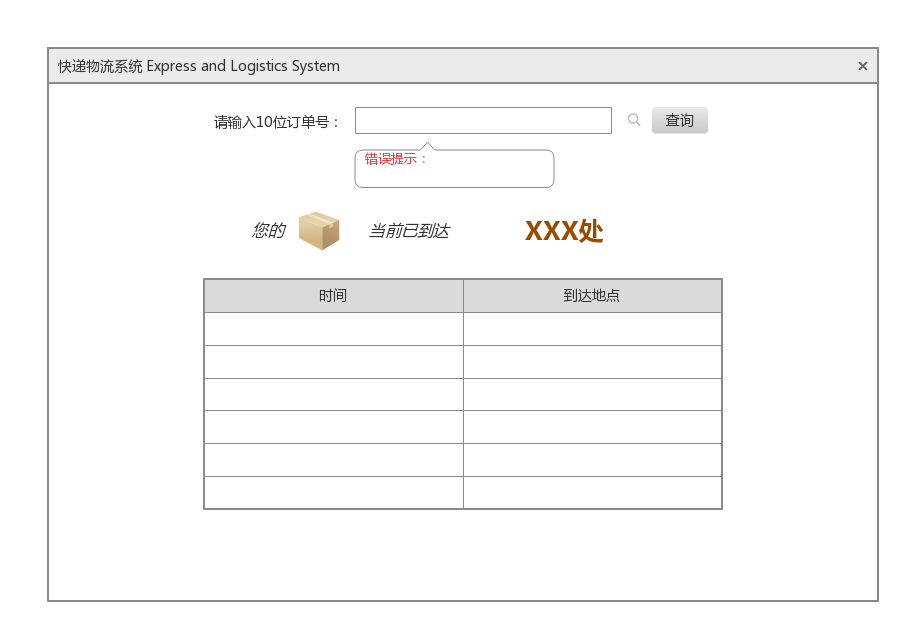 快递物流系统 Express and Logistics System
请输入10位订单号：
查询
错误提示：
您的 当前已到达 XXX处
时间 到达地点